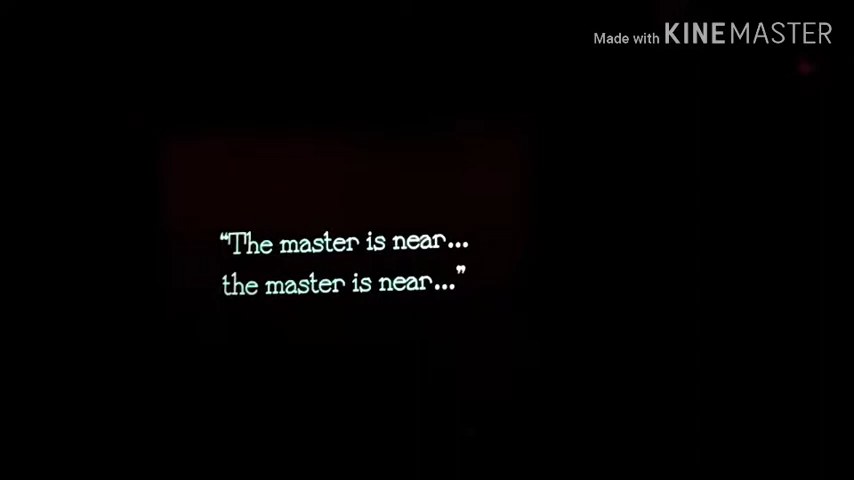 Made with KINEMASTER
“The master is near...
the master is near...”